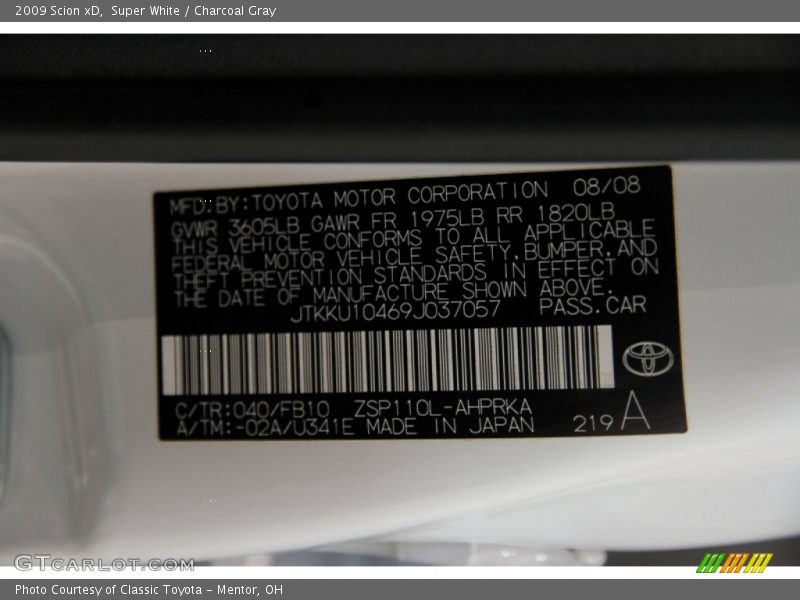 2009 Scion xD,  Super White / Charcoal Gray
MFD. BY: TOYOTA MOTOR CORPORATION 08/08
GVWR 3605LB GAWR FR 1975LB RR 1820LB
THIS VEHICLE CONFORMS TO ALL APPLICABLE
FEDERAL MOTOR VEHICLE SAFETY, BUMPER, AND
THEFT PREVENTION STANDARDS IN EFFECT ON
THE DATE OF MANUFACTURE SHOWN ABOVE.
JTKKU10469J037057 PASS. CAR
C/TR: 040/FB10 ZSP110L-AHPRKA
A/TM: -02A/U341E MADE IN JAPAN 219 A
GTCARLOT.COM
Photo Courtesy of Classic Toyota - Mentor, OH